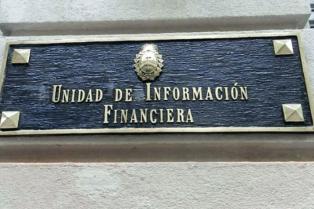 UNIDAD DE INFORMACIÓN
FINANCIERA